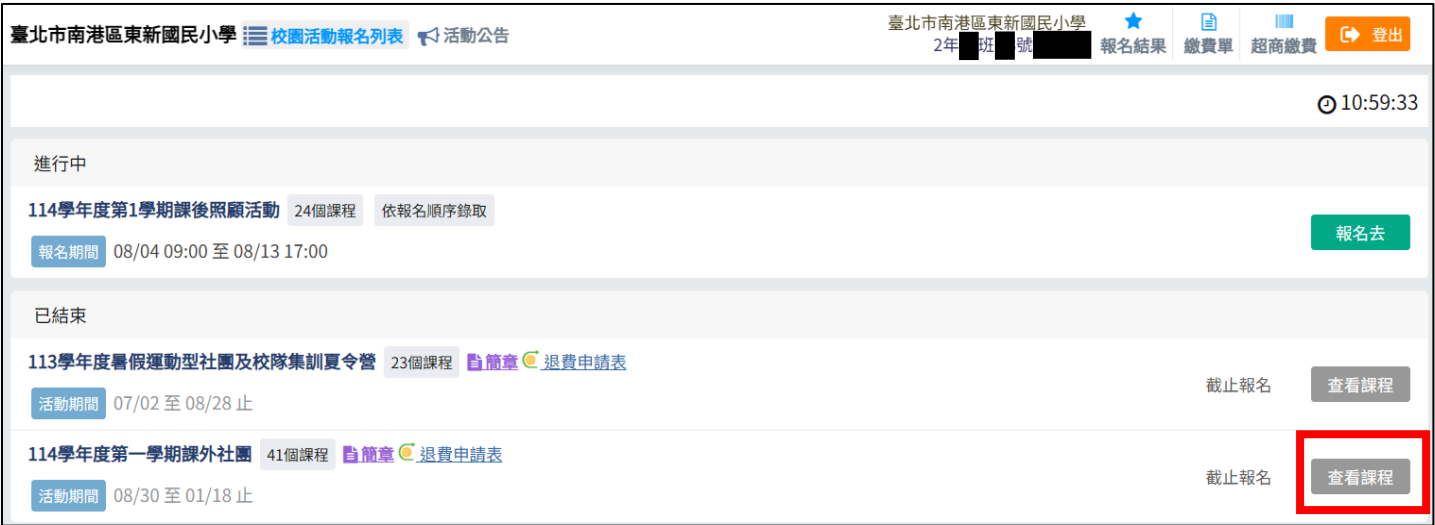 臺北市南港區東新國民小學 校園活動報名列表 活動公告
臺北市南港區東新國民小學
2年 班 號
報名結果 繳費單 超商繳費 登出
10:59:33
進行中
114學年度第1學期課後照顧活動 24個課程 依報名順序錄取
報名期間 08/04 09:00 至 08/13 17:00
報名去
已結束
113學年度暑假運動型社團及校隊集訓夏令營 23個課程 簡章 退費申請表
活動期間 07/02 至 08/28 止
截止報名 查看課程
114學年度第一學期課外社團 41個課程 簡章 退費申請表
活動期間 08/30 至 01/18 止
截止報名 查看課程